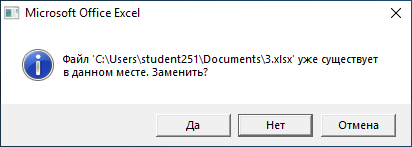 Microsoft Office Excel
Файл 'C:\Users\student251\Documents\3.xlsx' уже существует
в данном месте. Заменить?
Да
Нет
Отмена